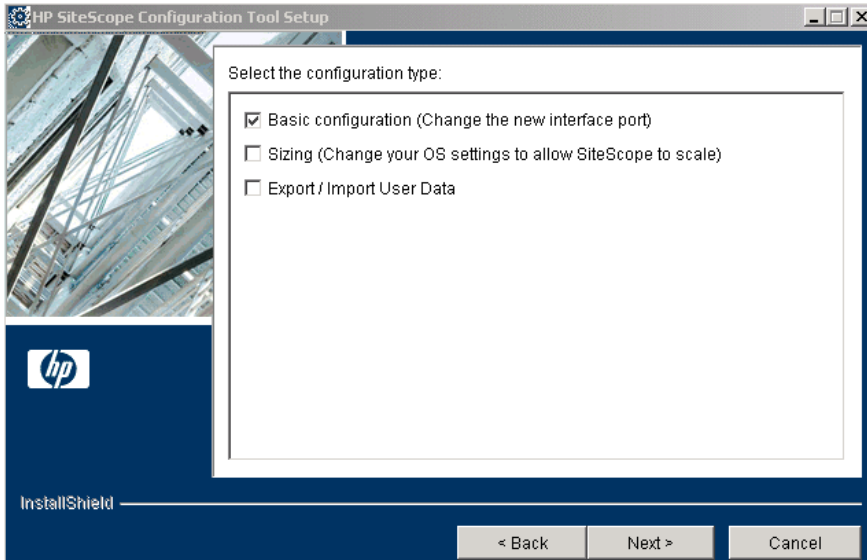 HP SiteScope Configuration Tool Setup
Select the configuration type:
Basic configuration (Change the new interface port)
Sizing (Change your OS settings to allow SiteScope to scale)
Export / Import User Data
hp
InstallShield
< Back
Next >
Cancel